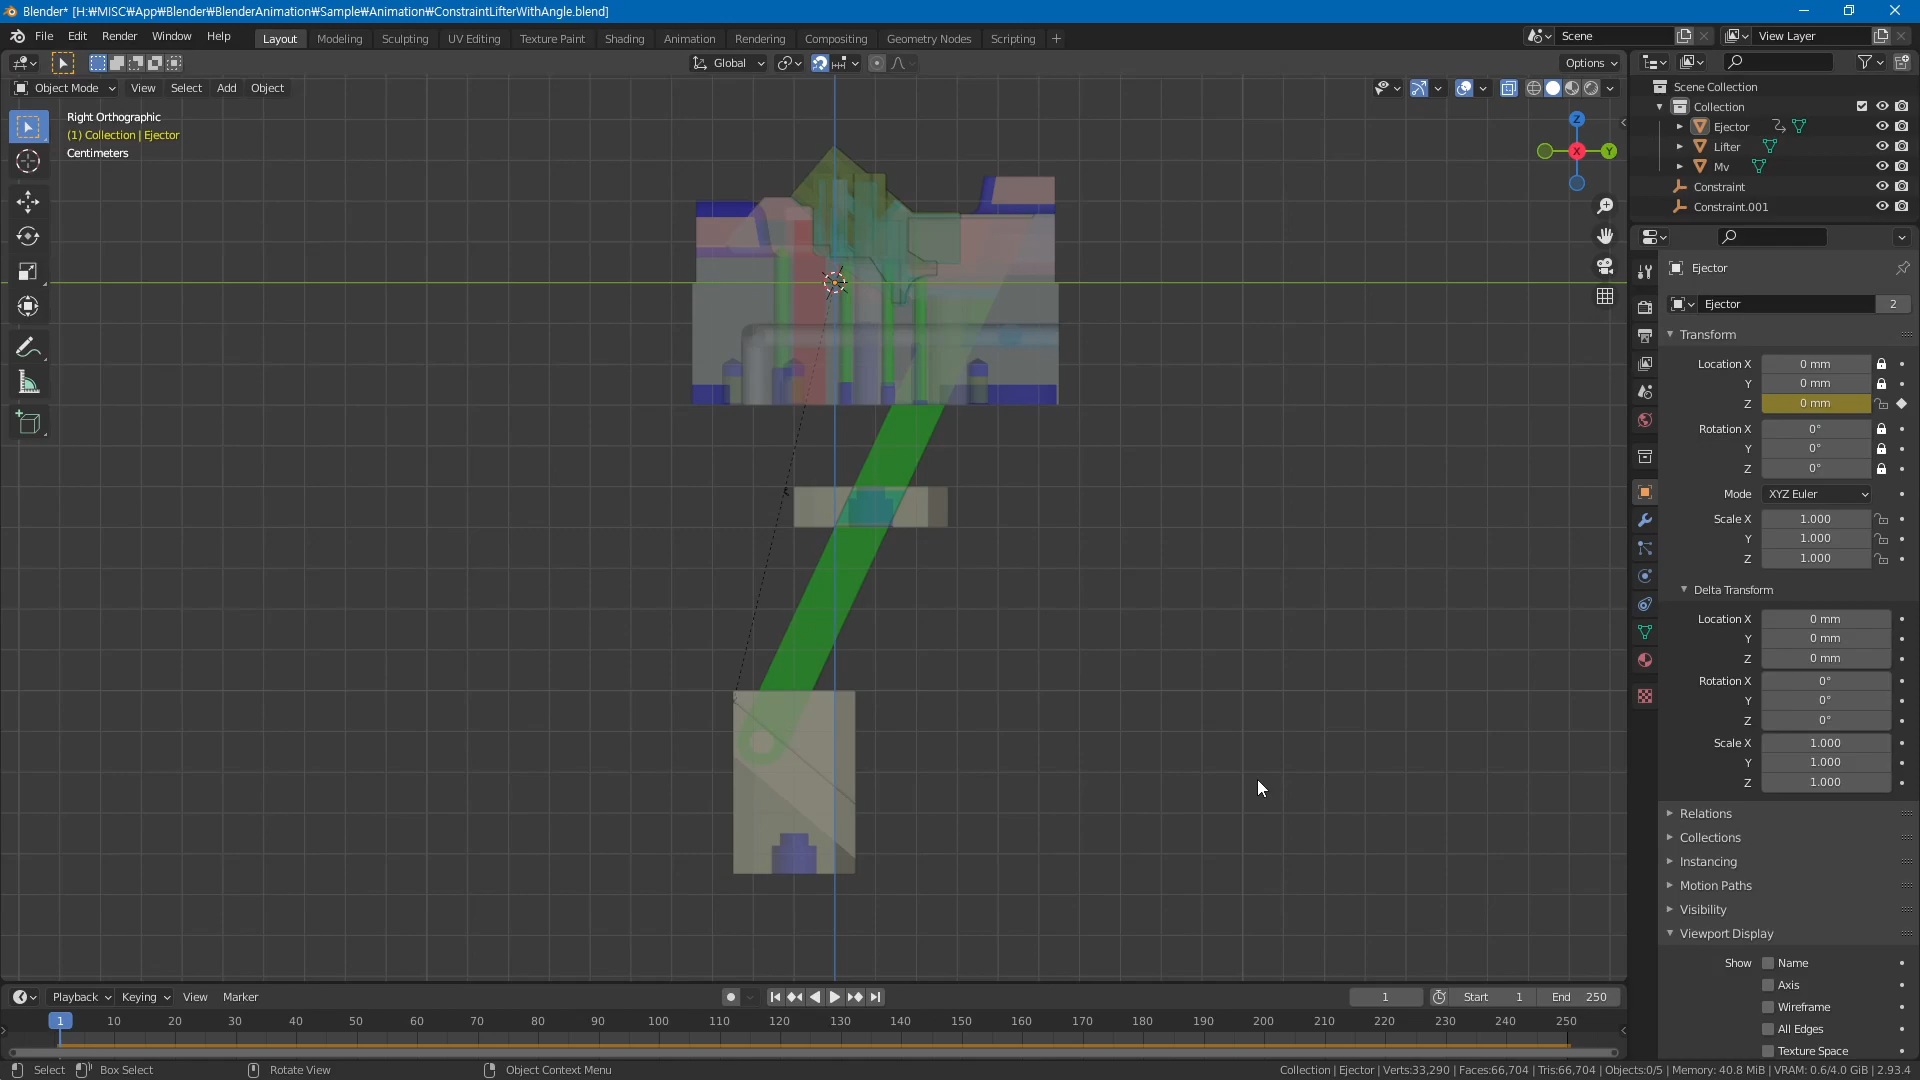 Blender* [H:₩MISC₩App₩Blender₩BlenderAnimation₩Sample₩Animation₩ConstraintLifterWithAngle.blend]
File Edit Render Window Help Layout Modeling Sculpting UV Editing Texture Paint Shading Animation Rendering Compositing Geometry Nodes Scripting + Scene View Layer
Global Options
Object Mode View Select Add Object
Right Orthographic
(1) Collection | Ejector
Centimeters
Z
X
Y
Scene Collection
Collection
Ejector
Lifter
Mv
Constraint
Constraint.001
Ejector
Ejector 2
Transform
Location X 0 mm
Y 0 mm
Z 0 mm
Rotation X 0°
Y 0°
Z 0°
Mode XYZ Euler
Scale X 1.000
Y 1.000
Z 1.000
Delta Transform
Location X 0 mm
Y 0 mm
Z 0 mm
Rotation X 0°
Y 0°
Z 0°
Scale X 1.000
Y 1.000
Z 1.000
Relations
Collections
Instancing
Motion Paths
Visibility
Viewport Display
Show Name
Axis
Wireframe
All Edges
Texture Space
Playback Keying View Marker 1 Start 1 End 250
1 10 20 30 40 50 60 70 80 90 100 110 120 130 140 150 160 170 180 190 200 210 220 230 240 250
Select Box Select Rotate View Object Context Menu Collection | Ejector | Verts:33,290 | Faces:66,704 | Tris:66,704 | Objects:0/5 | Memory: 40.8 MiB | VRAM: 0.6/4.0 GiB | 2.93.4